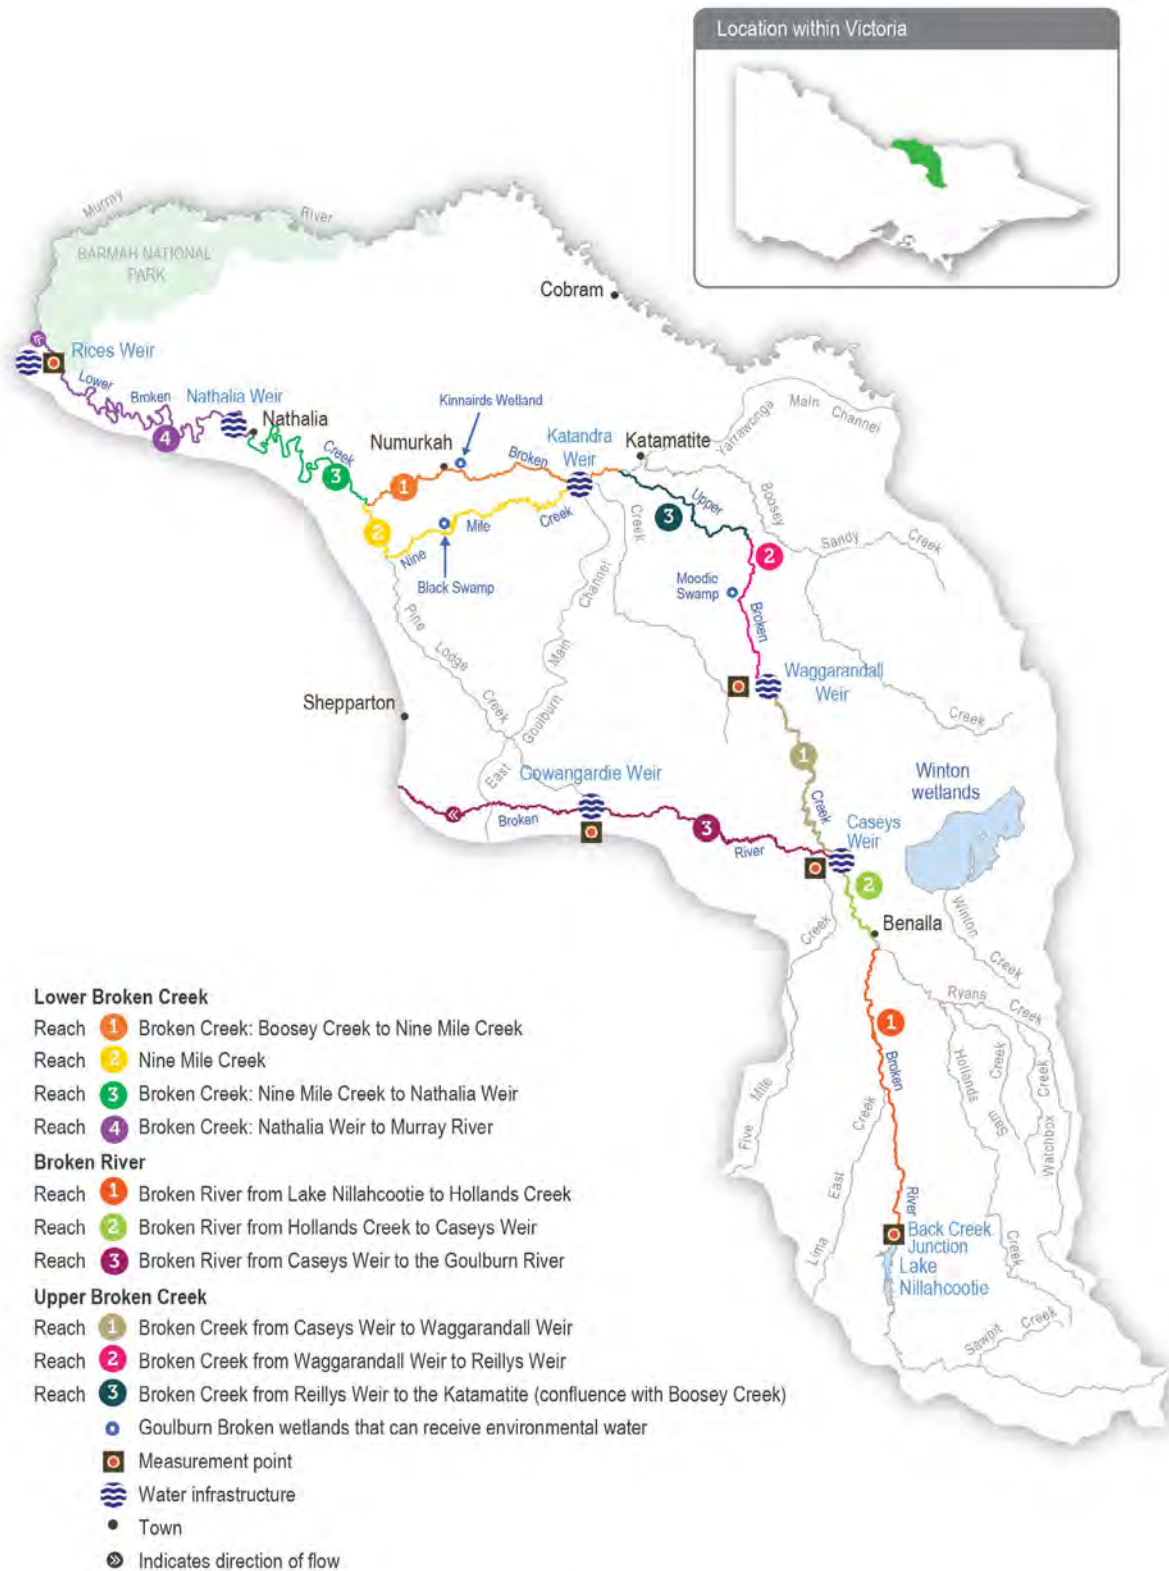 Location within Victoria
Murray
River
BARMAH NATIONAL
PARK
Cobram
Rices Weir
Lower
Broken
Nathalia Weir
Nathalia
4
Creek
3
Kinnairds Wetland
Numurkah
1
Broken
Katandra
Weir
Katamatite
Yarrawonga
Main
Channel
Boosey
Sandy
Creek
Creek
Upper
3
2
Nine
Mile
Creek
Black Swamp
2
Moodie
Swamp
Broken
Creek
Channel
Main
Goulburn
East
Pine
Lodge
Creek
Shepparton
Waggarandall
Weir
1
Creek
Gowangardie Weir
Broken
3
River
Winton
wetlands
Caseys
Weir
2
Benalla
Winton
Creek
Ryans
Creek
Creek
Mile
Five
1
Broken
River
Creek
East
Lima
Hollands
Creek
Sam
Creek
Creek
Watchbox
Back Creek
Junction
Lake
Nillahcootie
Sawpit
Creek
Lower Broken Creek
Reach 1 Broken Creek: Boosey Creek to Nine Mile Creek
Reach 2 Nine Mile Creek
Reach 3 Broken Creek: Nine Mile Creek to Nathalia Weir
Reach 4 Broken Creek: Nathalia Weir to Murray River
Broken River
Reach 1 Broken River from Lake Nillahcootie to Hollands Creek
Reach 2 Broken River from Hollands Creek to Caseys Weir
Reach 3 Broken River from Caseys Weir to the Goulburn River
Upper Broken Creek
Reach 1 Broken Creek from Caseys Weir to Waggarandall Weir
Reach 2 Broken Creek from Waggarandall Weir to Reillys Weir
Reach 3 Broken Creek from Reillys Weir to the Katamatite (confluence with Boosey Creek)
Goulburn Broken wetlands that can receive environmental water
Measurement point
Water infrastructure
Town
Indicates direction of flow